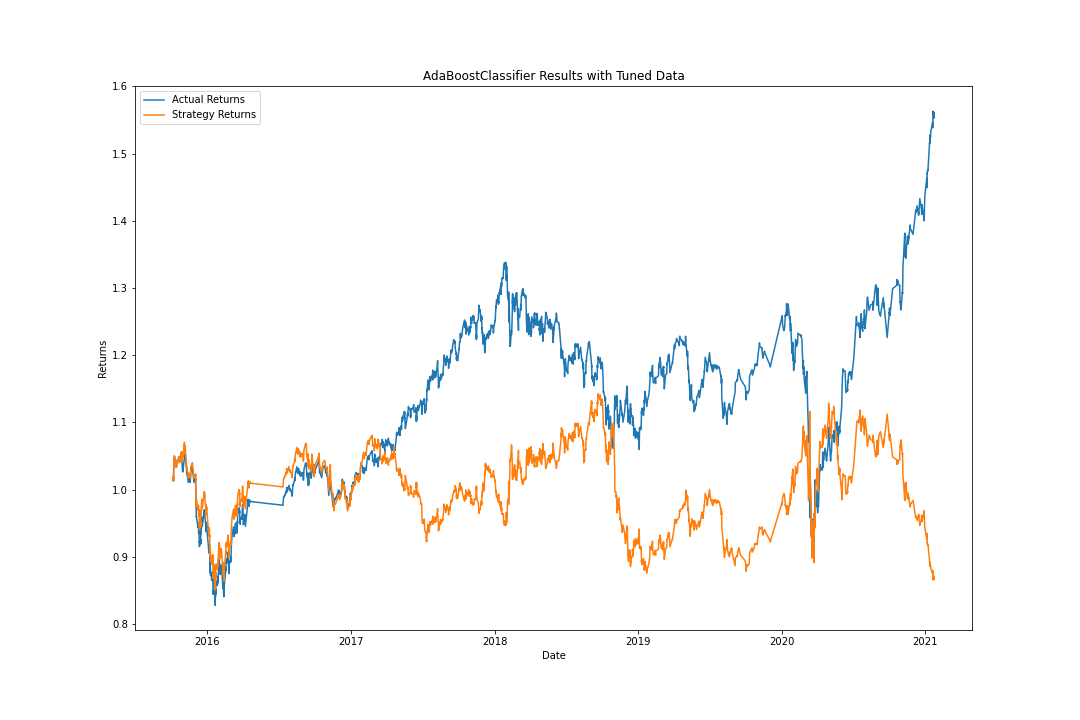 AdaBoostClassifier Results with Tuned Data
Actual Returns
Strategy Returns
1.6
1.5
1.4
1.3
1.2
1.1
1.0
0.9
0.8
Returns
2016 2017 2018 2019 2020 2021
Date